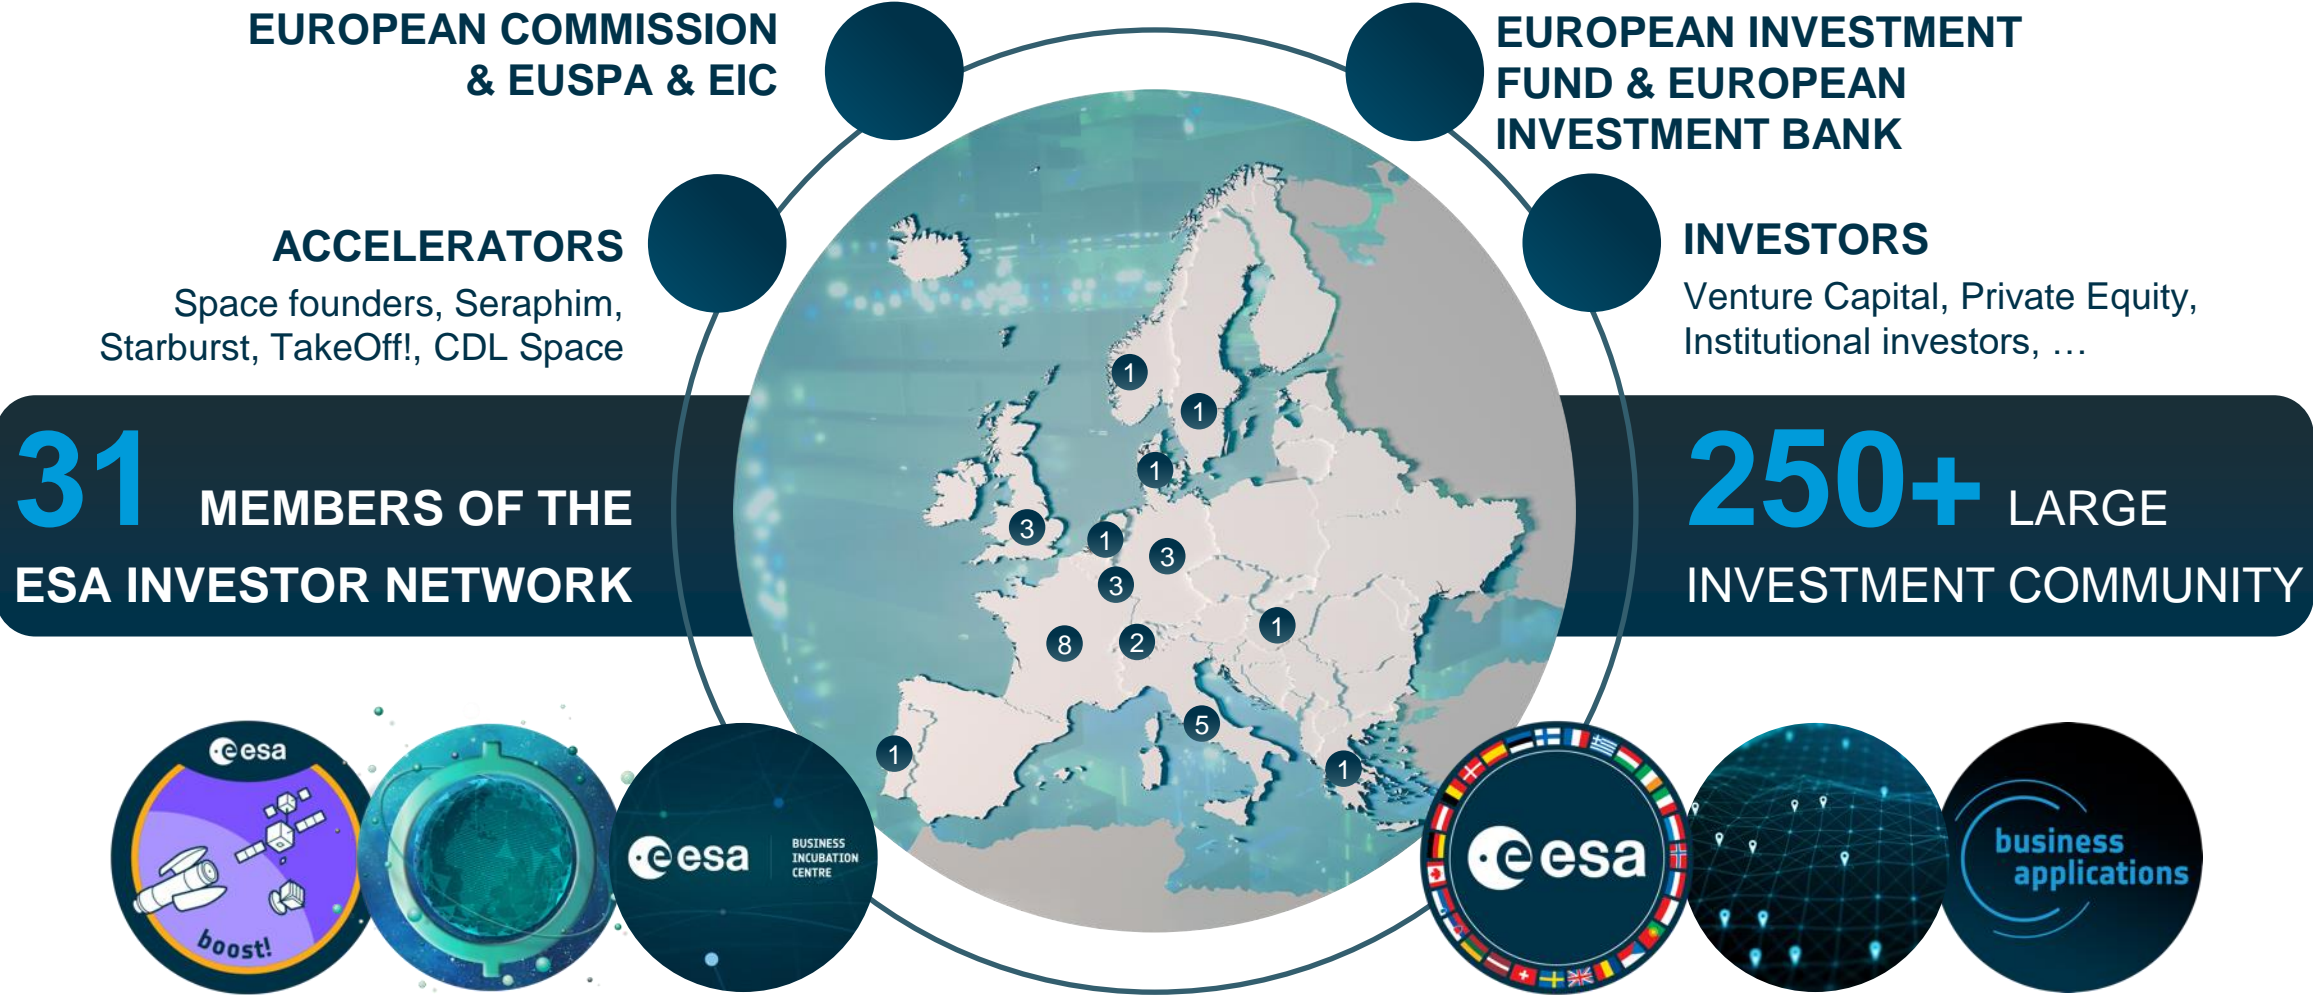 EUROPEAN COMMISSION
& EUSPA & EIC
EUROPEAN INVESTMENT
FUND & EUROPEAN
INVESTMENT BANK
ACCELERATORS
Space founders, Seraphim,
Starburst, TakeOff!, CDL Space
INVESTORS
Venture Capital, Private Equity,
Institutional investors, …
31 MEMBERS OF THE
ESA INVESTOR NETWORK
250+ LARGE
INVESTMENT COMMUNITY
1
1
1
3
1
3
3
1
8
2
5
1
1
esa
boost!
esa
BUSINESS
INCUBATION
CENTRE
esa
business
applications